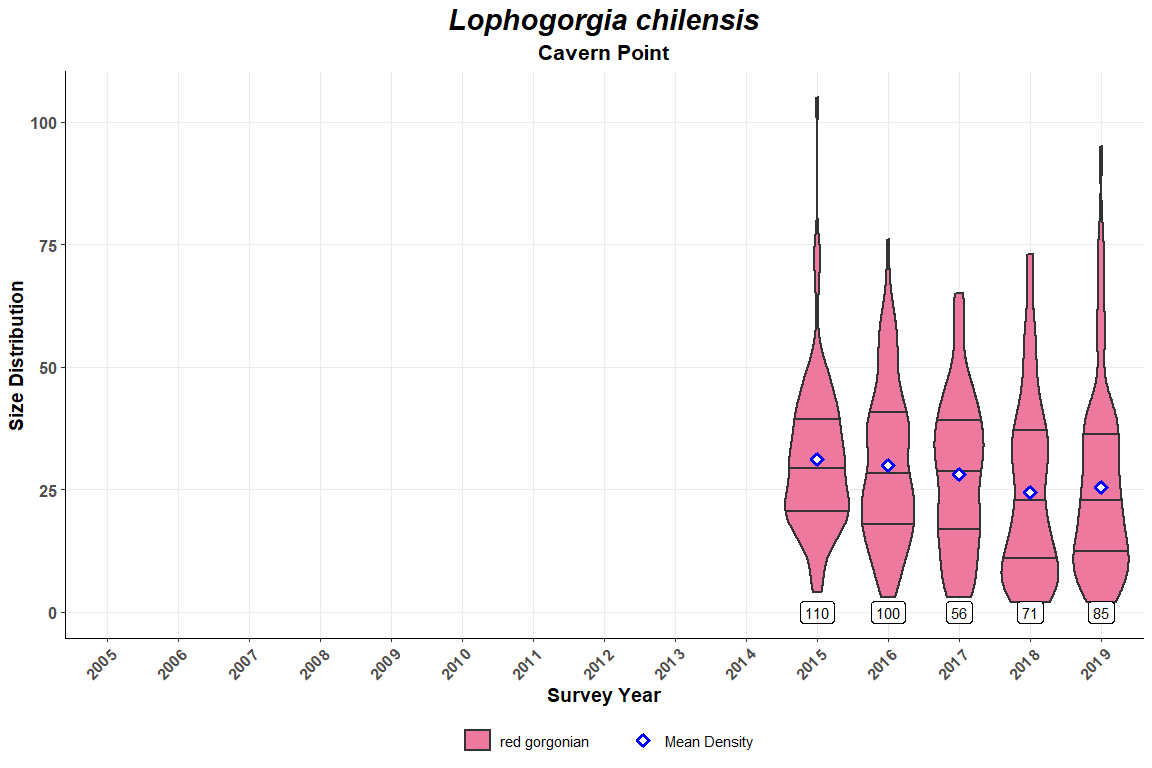 Lophogorgia chilensis
Cavern Point
Size Distribution
100
75
50
25
0
110 100 56 71 85
2005 2006 2007 2008 2009 2010 2011 2012 2013 2014 2015 2016 2017 2018 2019
Survey Year
red gorgonian Mean Density